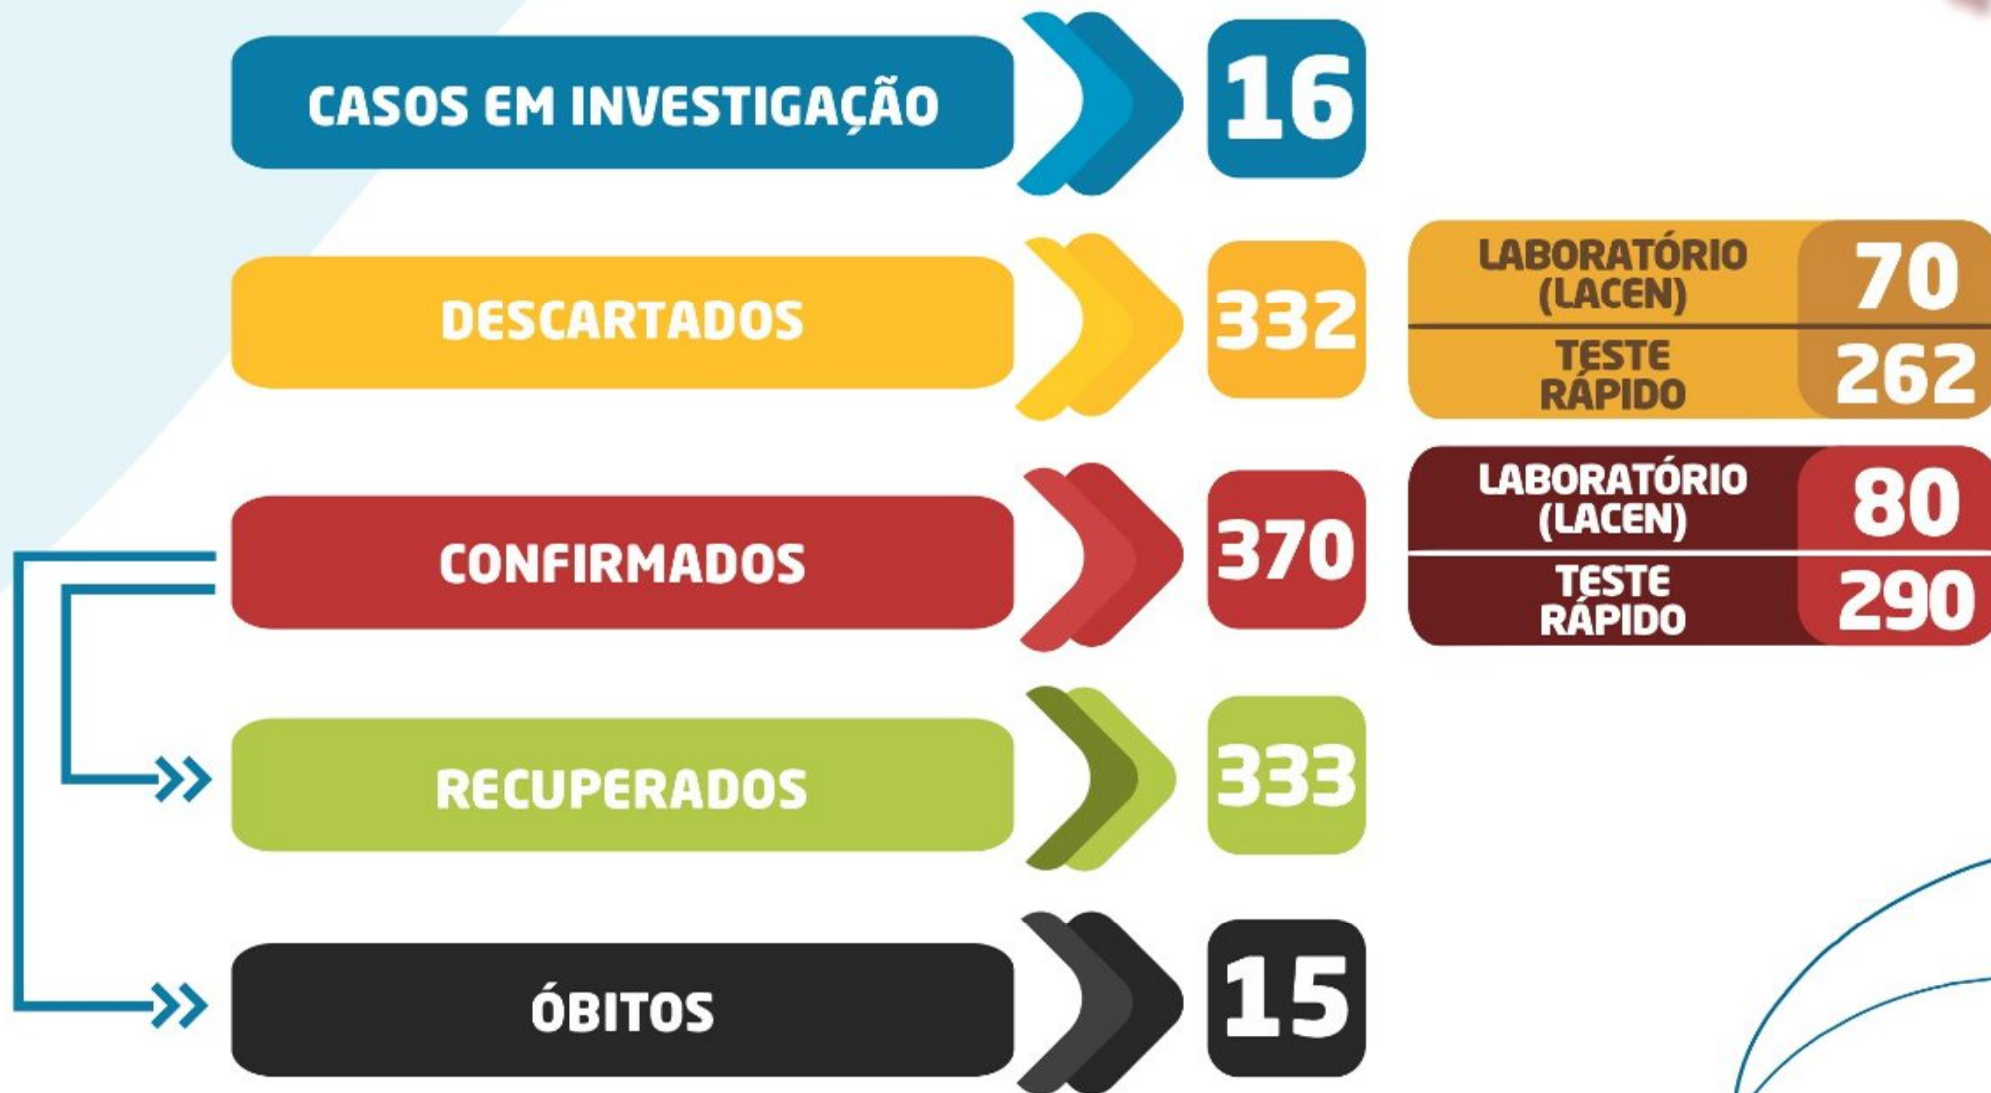 CASOS EM INVESTIGAÇÃO
16
DESCARTADOS
332
LABORATÓRIO
(LACEN)
70
TESTE
RÁPIDO
262
CONFIRMADOS
370
LABORATÓRIO
(LACEN)
80
TESTE
RÁPIDO
290
RECUPERADOS
333
ÓBITOS
15